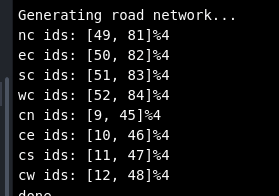 Generating road network...
nc ids: [49, 81]%4
ec ids: [50, 82]%4
sc ids: [51, 83]%4
wc ids: [52, 84]%4
cn ids: [9, 45]%4
ce ids: [10, 46]%4
cs ids: [11, 47]%4
cw ids: [12, 48]%4
done